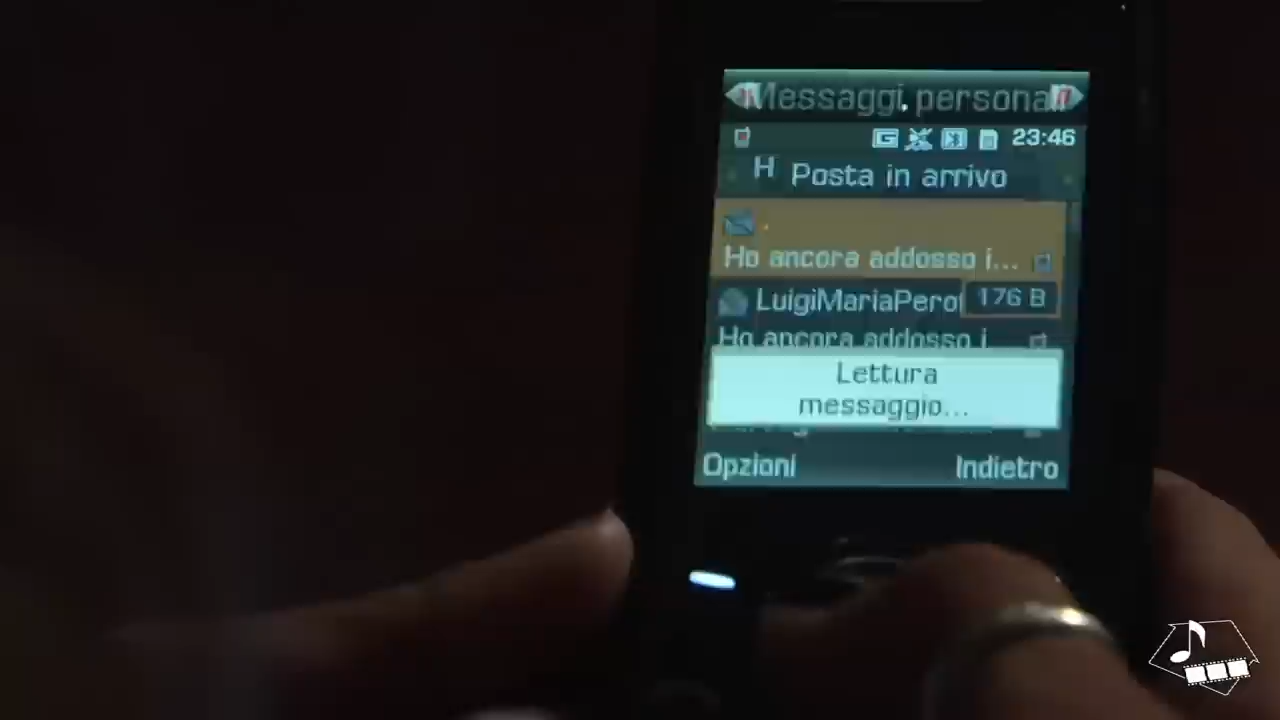 Messaggi personali
23:46
Posta in arrivo
.
Ho ancora addosso i...
LuigiMariaPero
176 B
Ho ancora addosso i
Lettura
messaggio...
Opzioni
Indietro